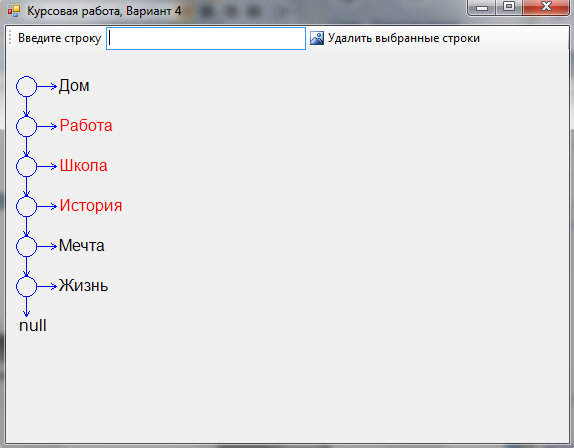 Курсовая работа, Вариант 4
Введите строку Удалить выбранные строки
Дом
Работа
Школа
История
Мечта
Жизнь
null